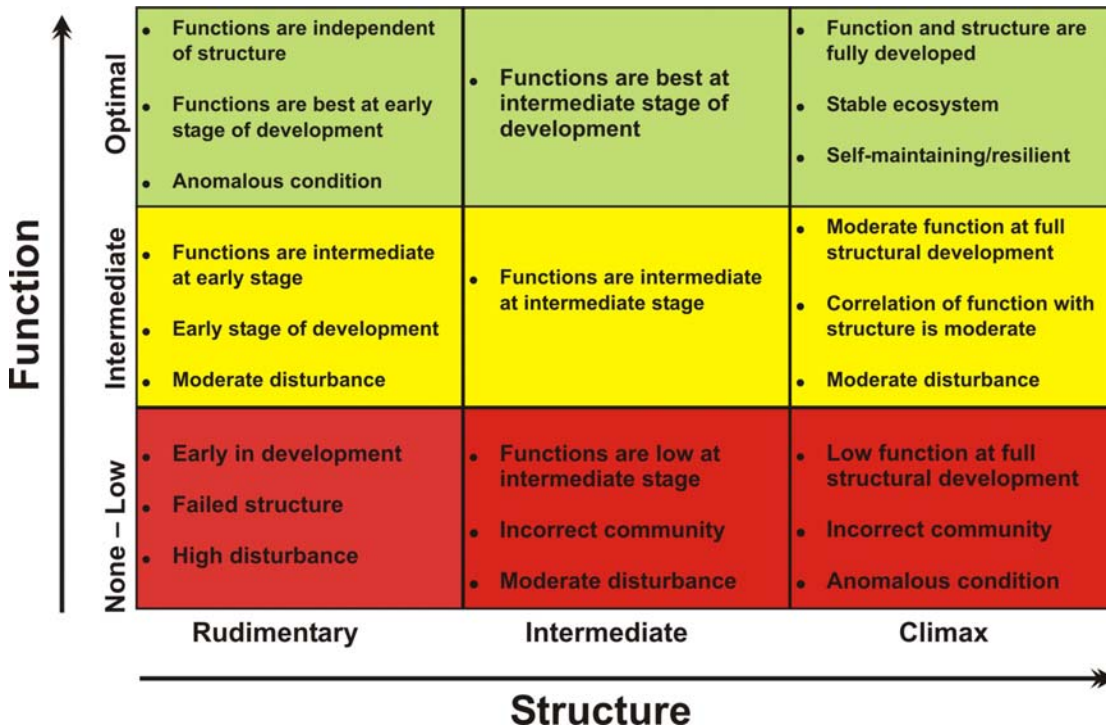 Function
Optimal
• Functions are independent
of structure
• Functions are best at early
stage of development
• Anomalous condition
• Functions are best at
intermediate stage of
development
• Function and structure are
fully developed
• Stable ecosystem
• Self-maintaining/resilient
Intermediate
• Functions are intermediate
at early stage
• Early stage of development
• Moderate disturbance
• Functions are intermediate
at intermediate stage
• Moderate function at full
structural development
• Correlation of function with
structure is moderate
• Moderate disturbance
None – Low
• Early in development
• Failed structure
• High disturbance
• Functions are low at
intermediate stage
• Incorrect community
• Moderate disturbance
• Low function at full
structural development
• Incorrect community
• Anomalous condition
Rudimentary
Intermediate
Climax
Structure